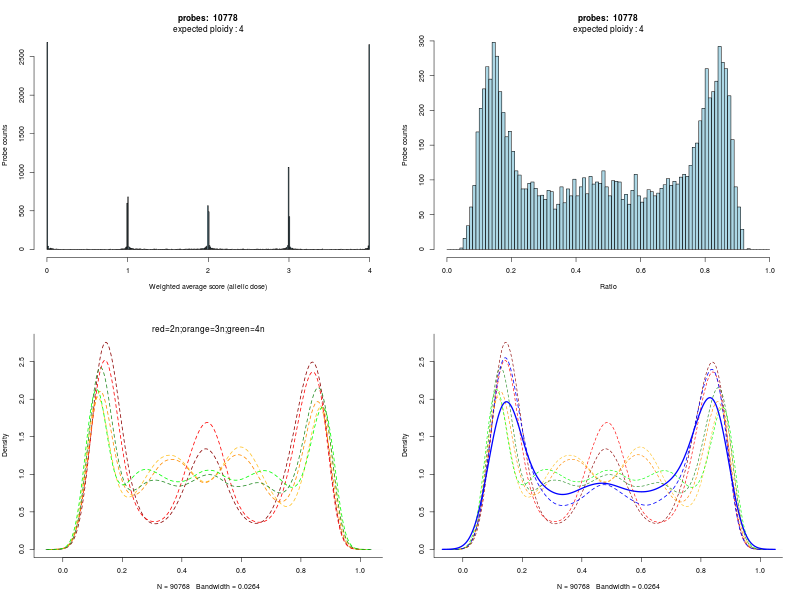 probes: 10778
expected ploidy : 4
Probe counts
2500
2000
1500
1000
500
0
0 1 2 3 4
Weighted average score (allelic dose)
probes: 10778
expected ploidy : 4
Probe counts
300
250
200
150
100
50
0
0.0 0.2 0.4 0.6 0.8 1.0
Ratio
red=2n;orange=3n;green=4n
Density
2.5
2.0
1.5
1.0
0.5
0.0
0.0 0.2 0.4 0.6 0.8 1.0
N = 90768 Bandwidth = 0.0264
Density
2.5
2.0
1.5
1.0
0.5
0.0
0.0 0.2 0.4 0.6 0.8 1.0
N = 90768 Bandwidth = 0.0264